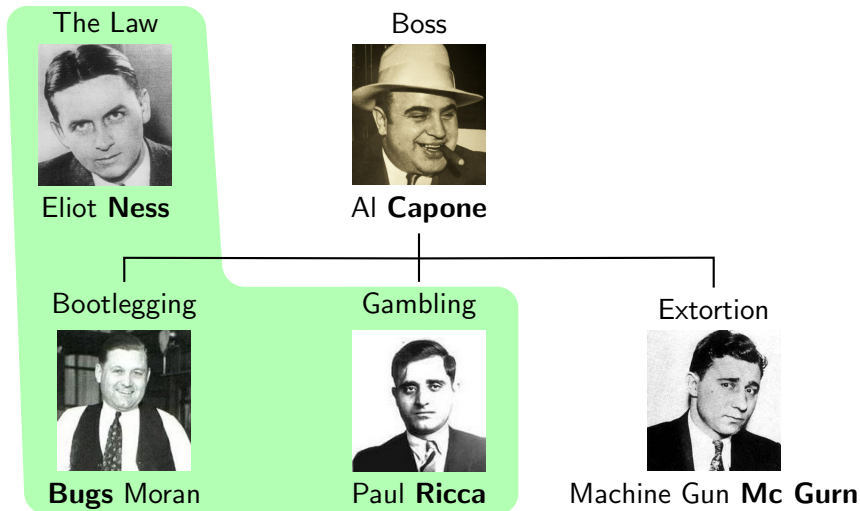 The Law
Boss
Eliot Ness
Al Capone
Bootlegging
Gambling
Extortion
Bugs Moran
Paul Ricca
Machine Gun Mc Gurn